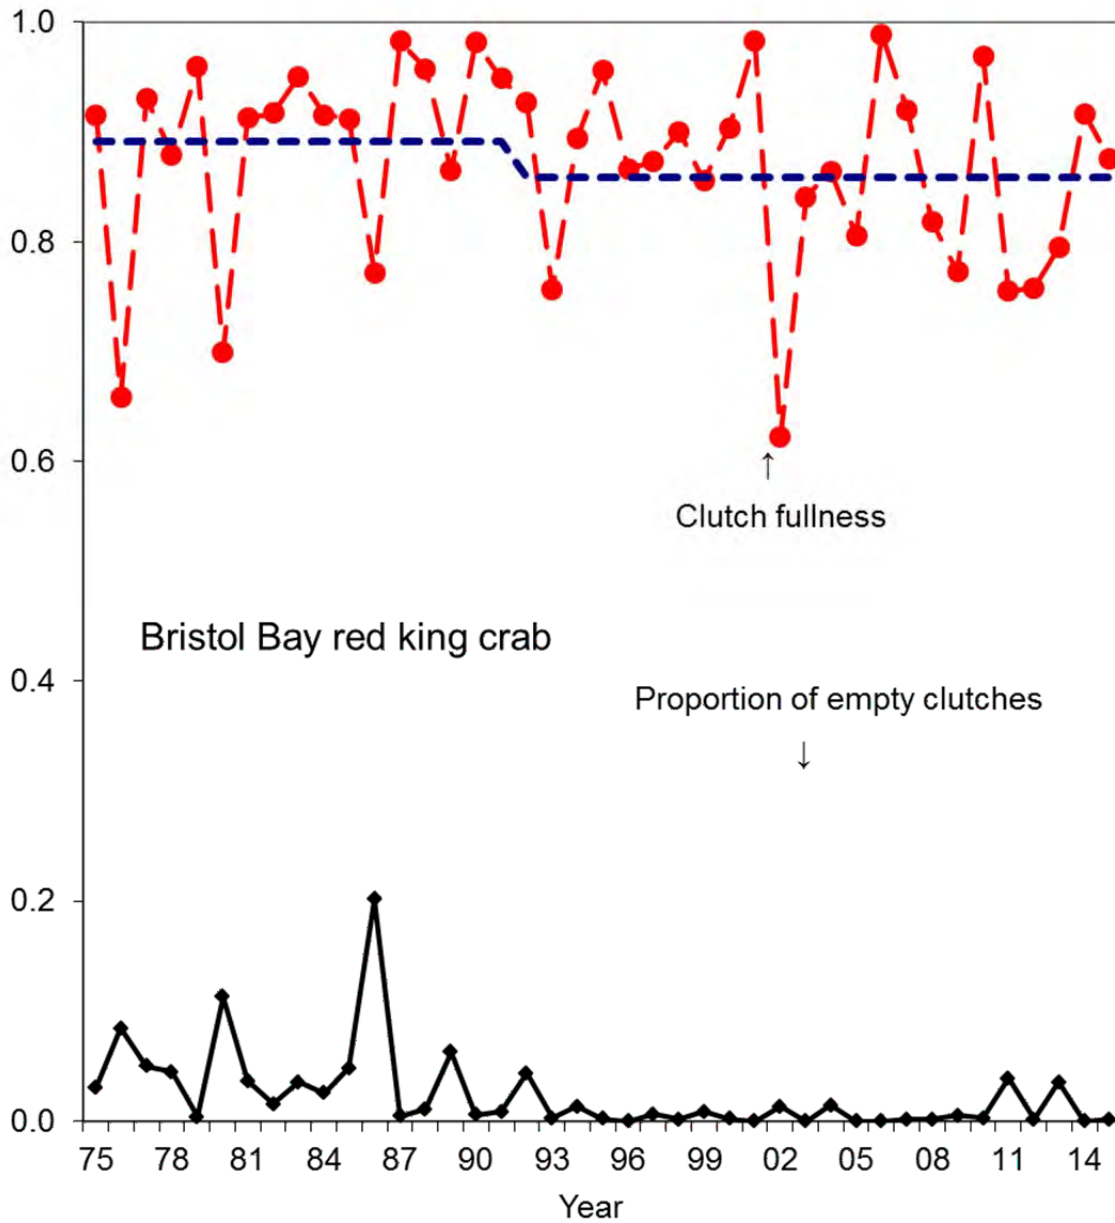 1.0
0.8
0.6
Clutch fullness
Bristol Bay red king crab
0.4
Proportion of empty clutches
0.2
0.0
75 78 81 84 87 90 93 96 99 02 05 08 11 14
Year